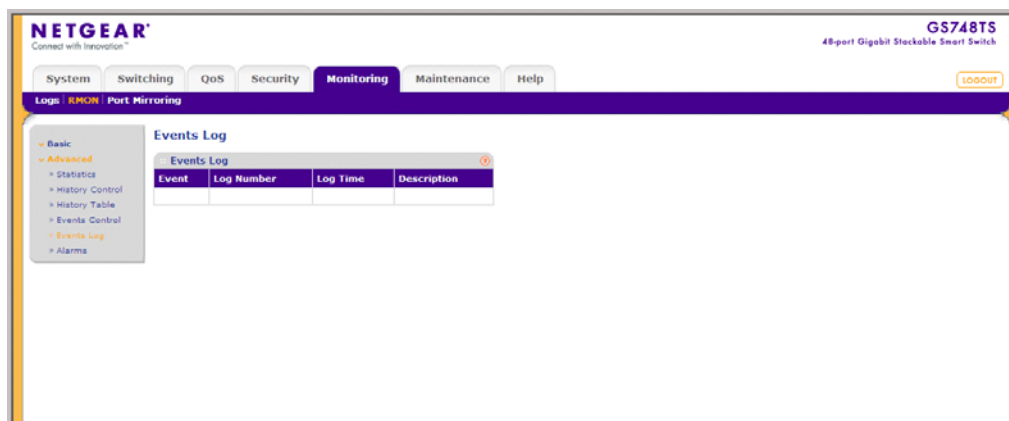 NETGEAR®
Connect with Innovation™
GS748TS
48-port Gigabit Stackable Smart Switch
System Switching QoS Security Monitoring Maintenance Help
LOGOUT
Logs RMON Port Mirroring
Basic
Advanced
Statistics
History Control
History Table
Events Control
Events Log
Alarms
Events Log
Events Log
Event Log Number Log Time Description